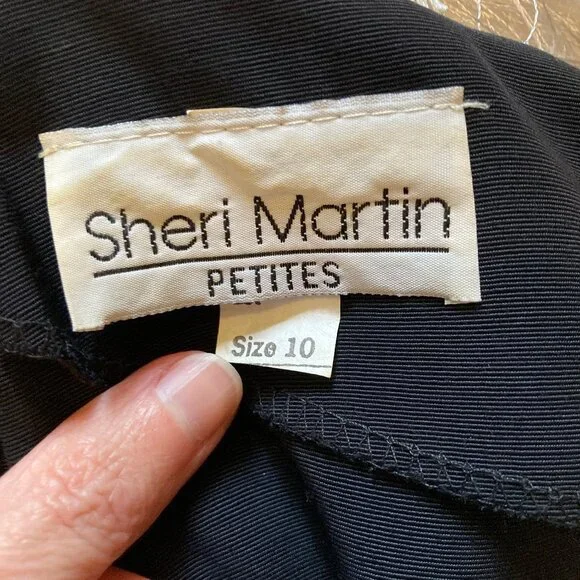 Sheri Martin
PETITES
Size 10